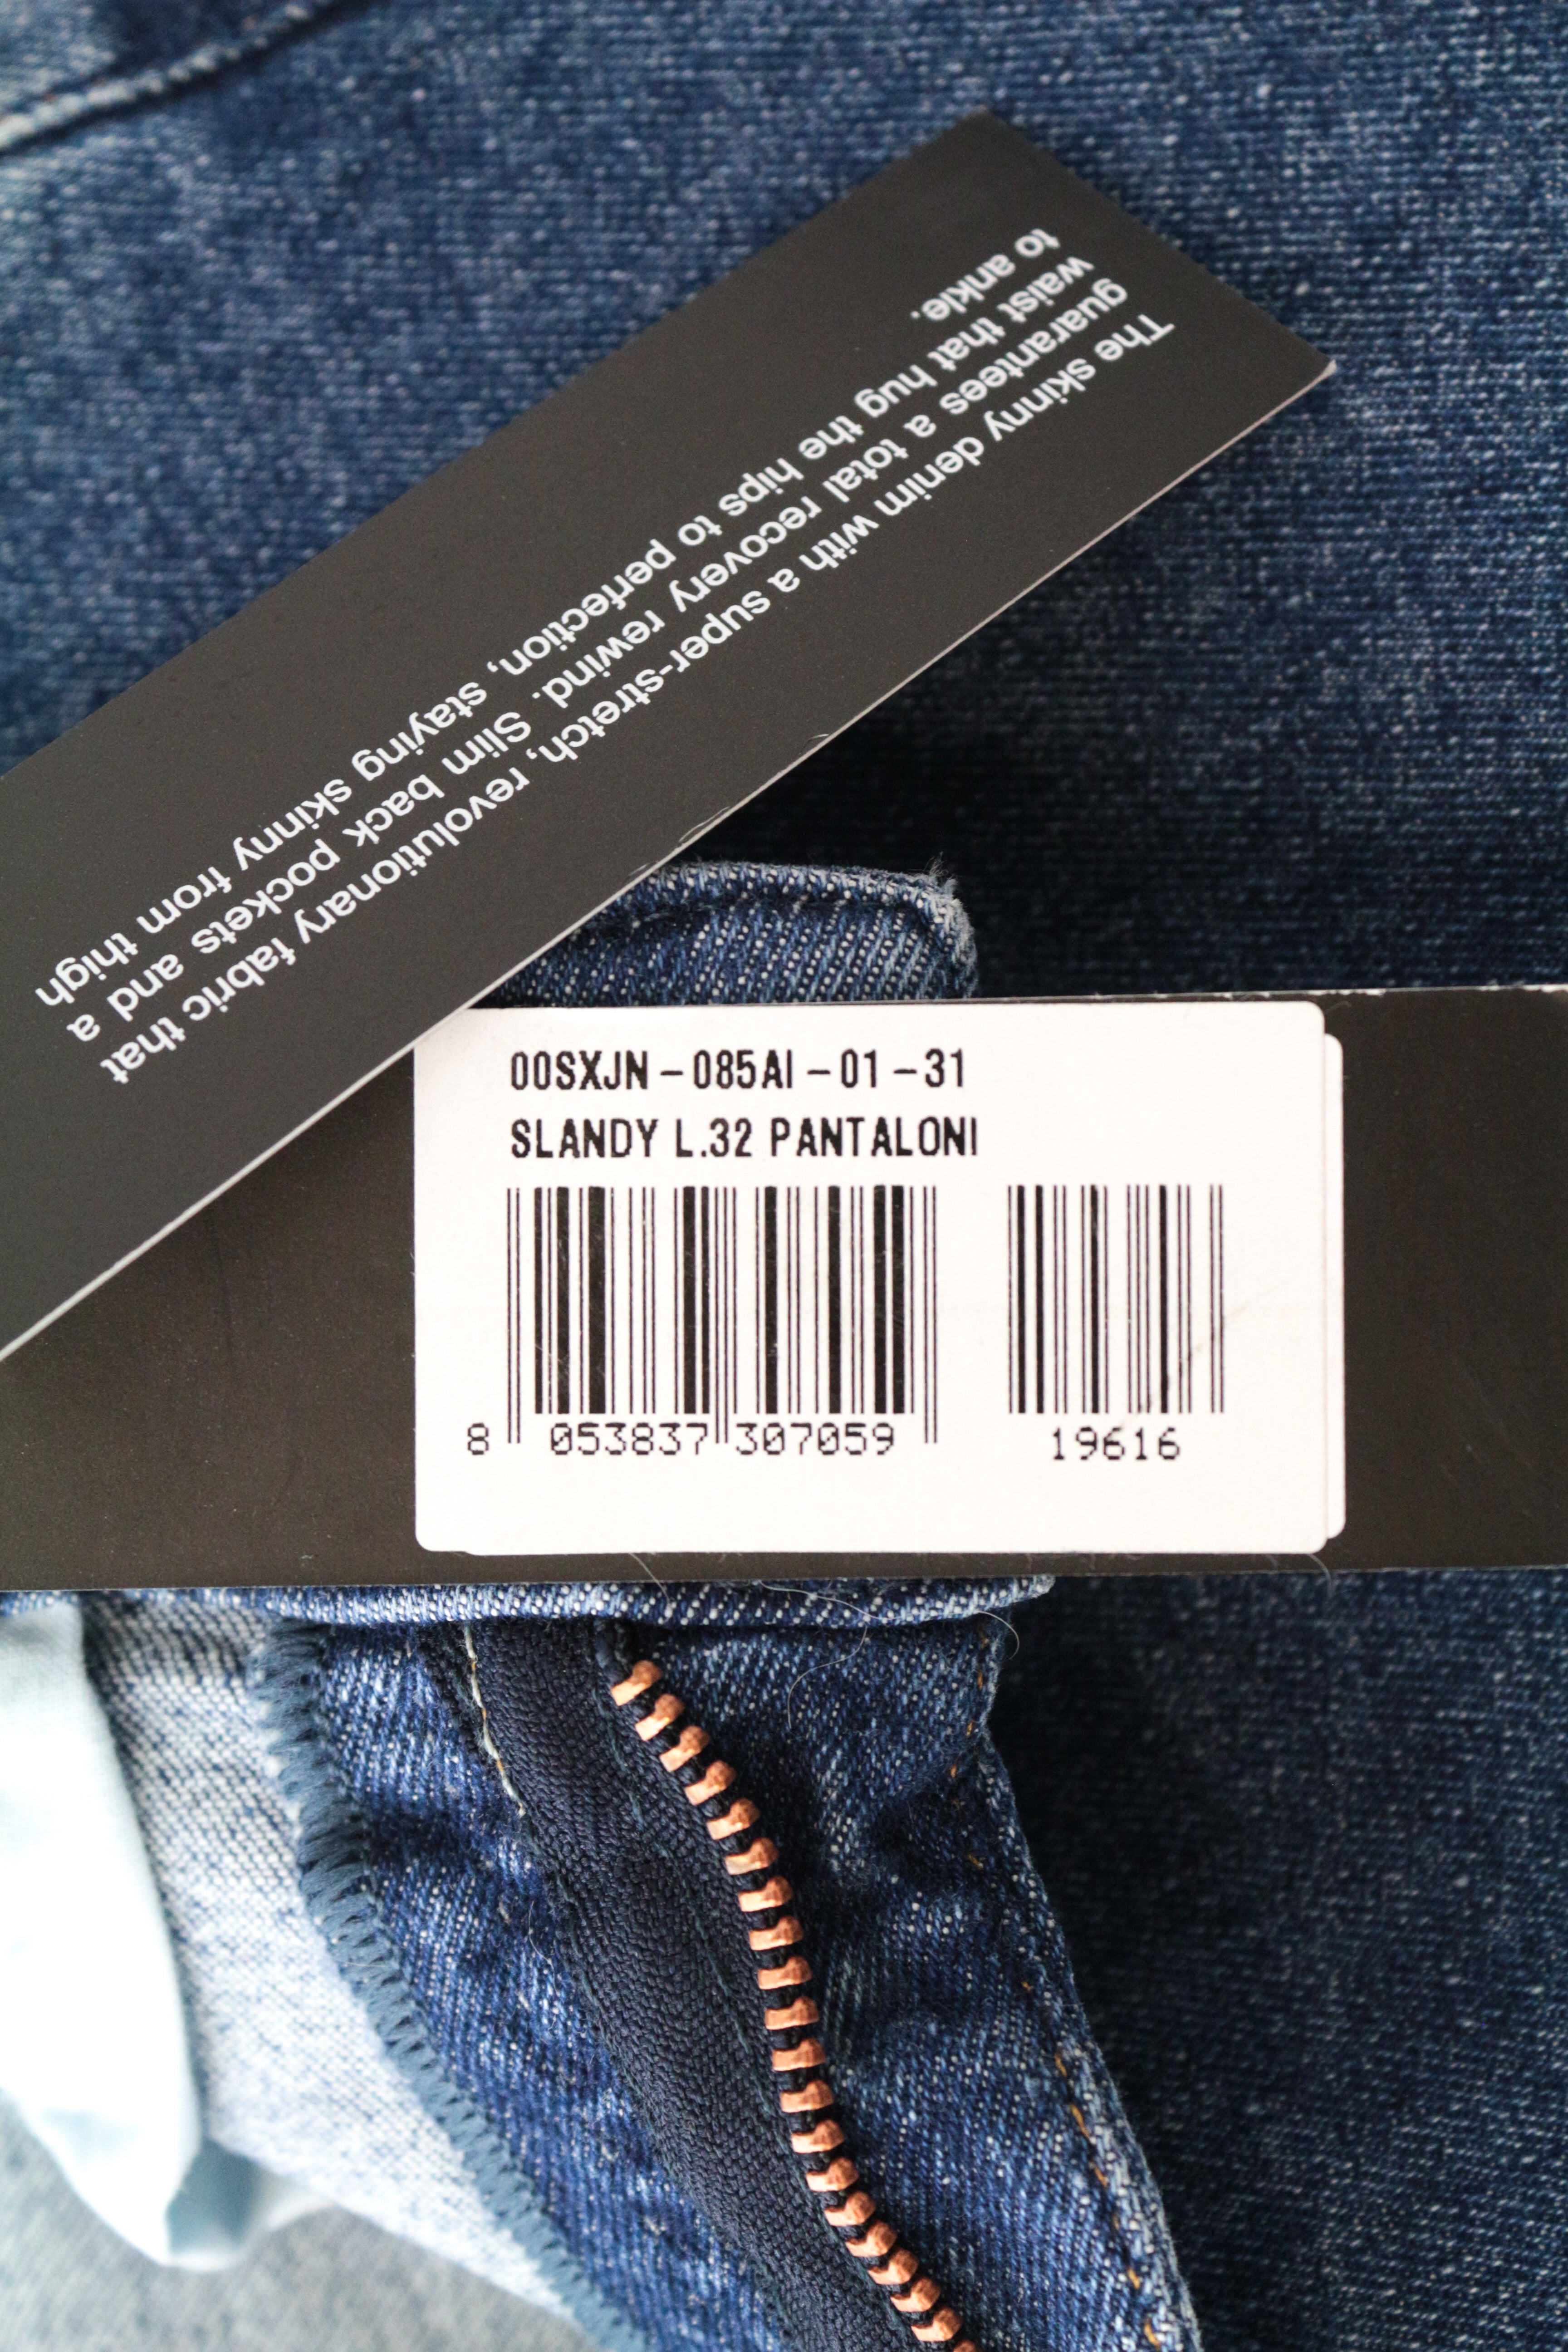 The skinny denim with a super-stretch, revolutionary fabric that
guarantees a total recovery rewind. Slim back pockets and a
waist that hug the hips to perfection, staying skinny from thigh
to ankle.
00SXJN – 085AI – 01 – 31
SLANDY L.32 PANTALONI
8 053837 307059 19616